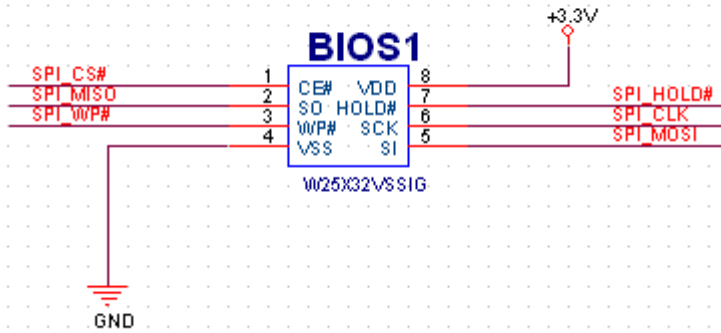 +3.3V
BIOS1
SPI_CS# 1 CE# VDD 8
SPI_MISO 2 SO HOLD# 7 SPI_HOLD#
SPI_WP# 3 WP# SCK 6 SPI_CLK
4 VSS SI 5 SPI_MOSI
W25X32VSSIG
GND